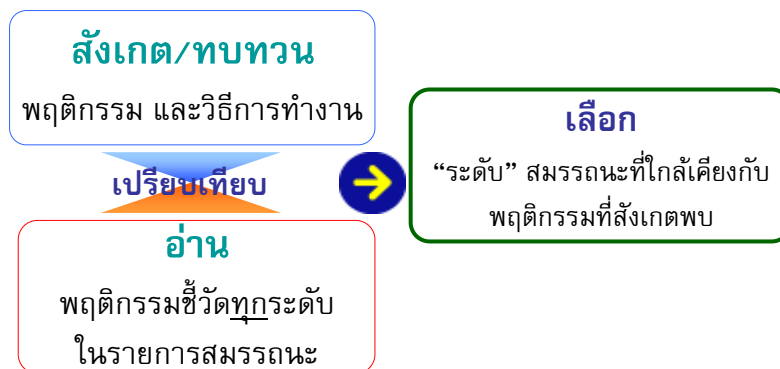 สังเกต/ทบทวน
พฤติกรรม และวิธีการทำงาน
เปรียบเทียบ
อ่าน
พฤติกรรมชี้วัดทุกระดับ
ในรายการสมรรถนะ
เลือก
“ระดับ” สมรรถนะที่ใกล้เคียงกับ
พฤติกรรมที่สังเกตพบ